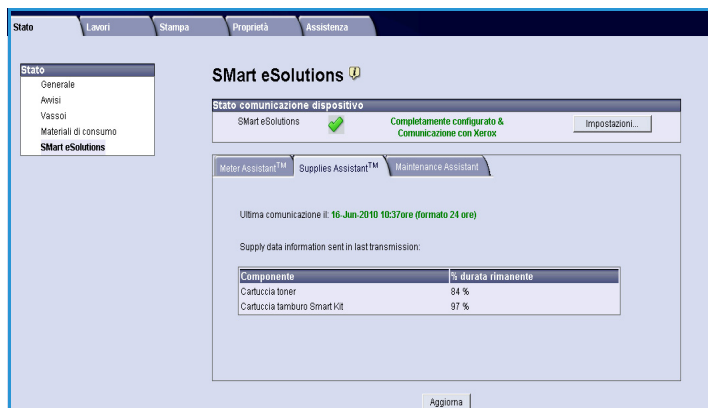 Stato Lavori Stampa Proprietà Assistenza
Stato
Generale
Avvisi
Vassoi
Materiali di consumo
SMart eSolutions
SMart eSolutions
Stato comunicazione dispositivo
SMart eSolutions Completamente configurato & Impostazioni...
Comunicazione con Xerox
Meter Assistant™ Supplies Assistant™ Maintenance Assistant
Ultima comunicazione il: 16-Jun-2010 10:37ore (formato 24 ore)
Supply data information sent in last transmission:
Componente % durata rimanente
Cartuccia toner 84 %
Cartuccia tamburo Smart Kit 97 %
Aggiorna